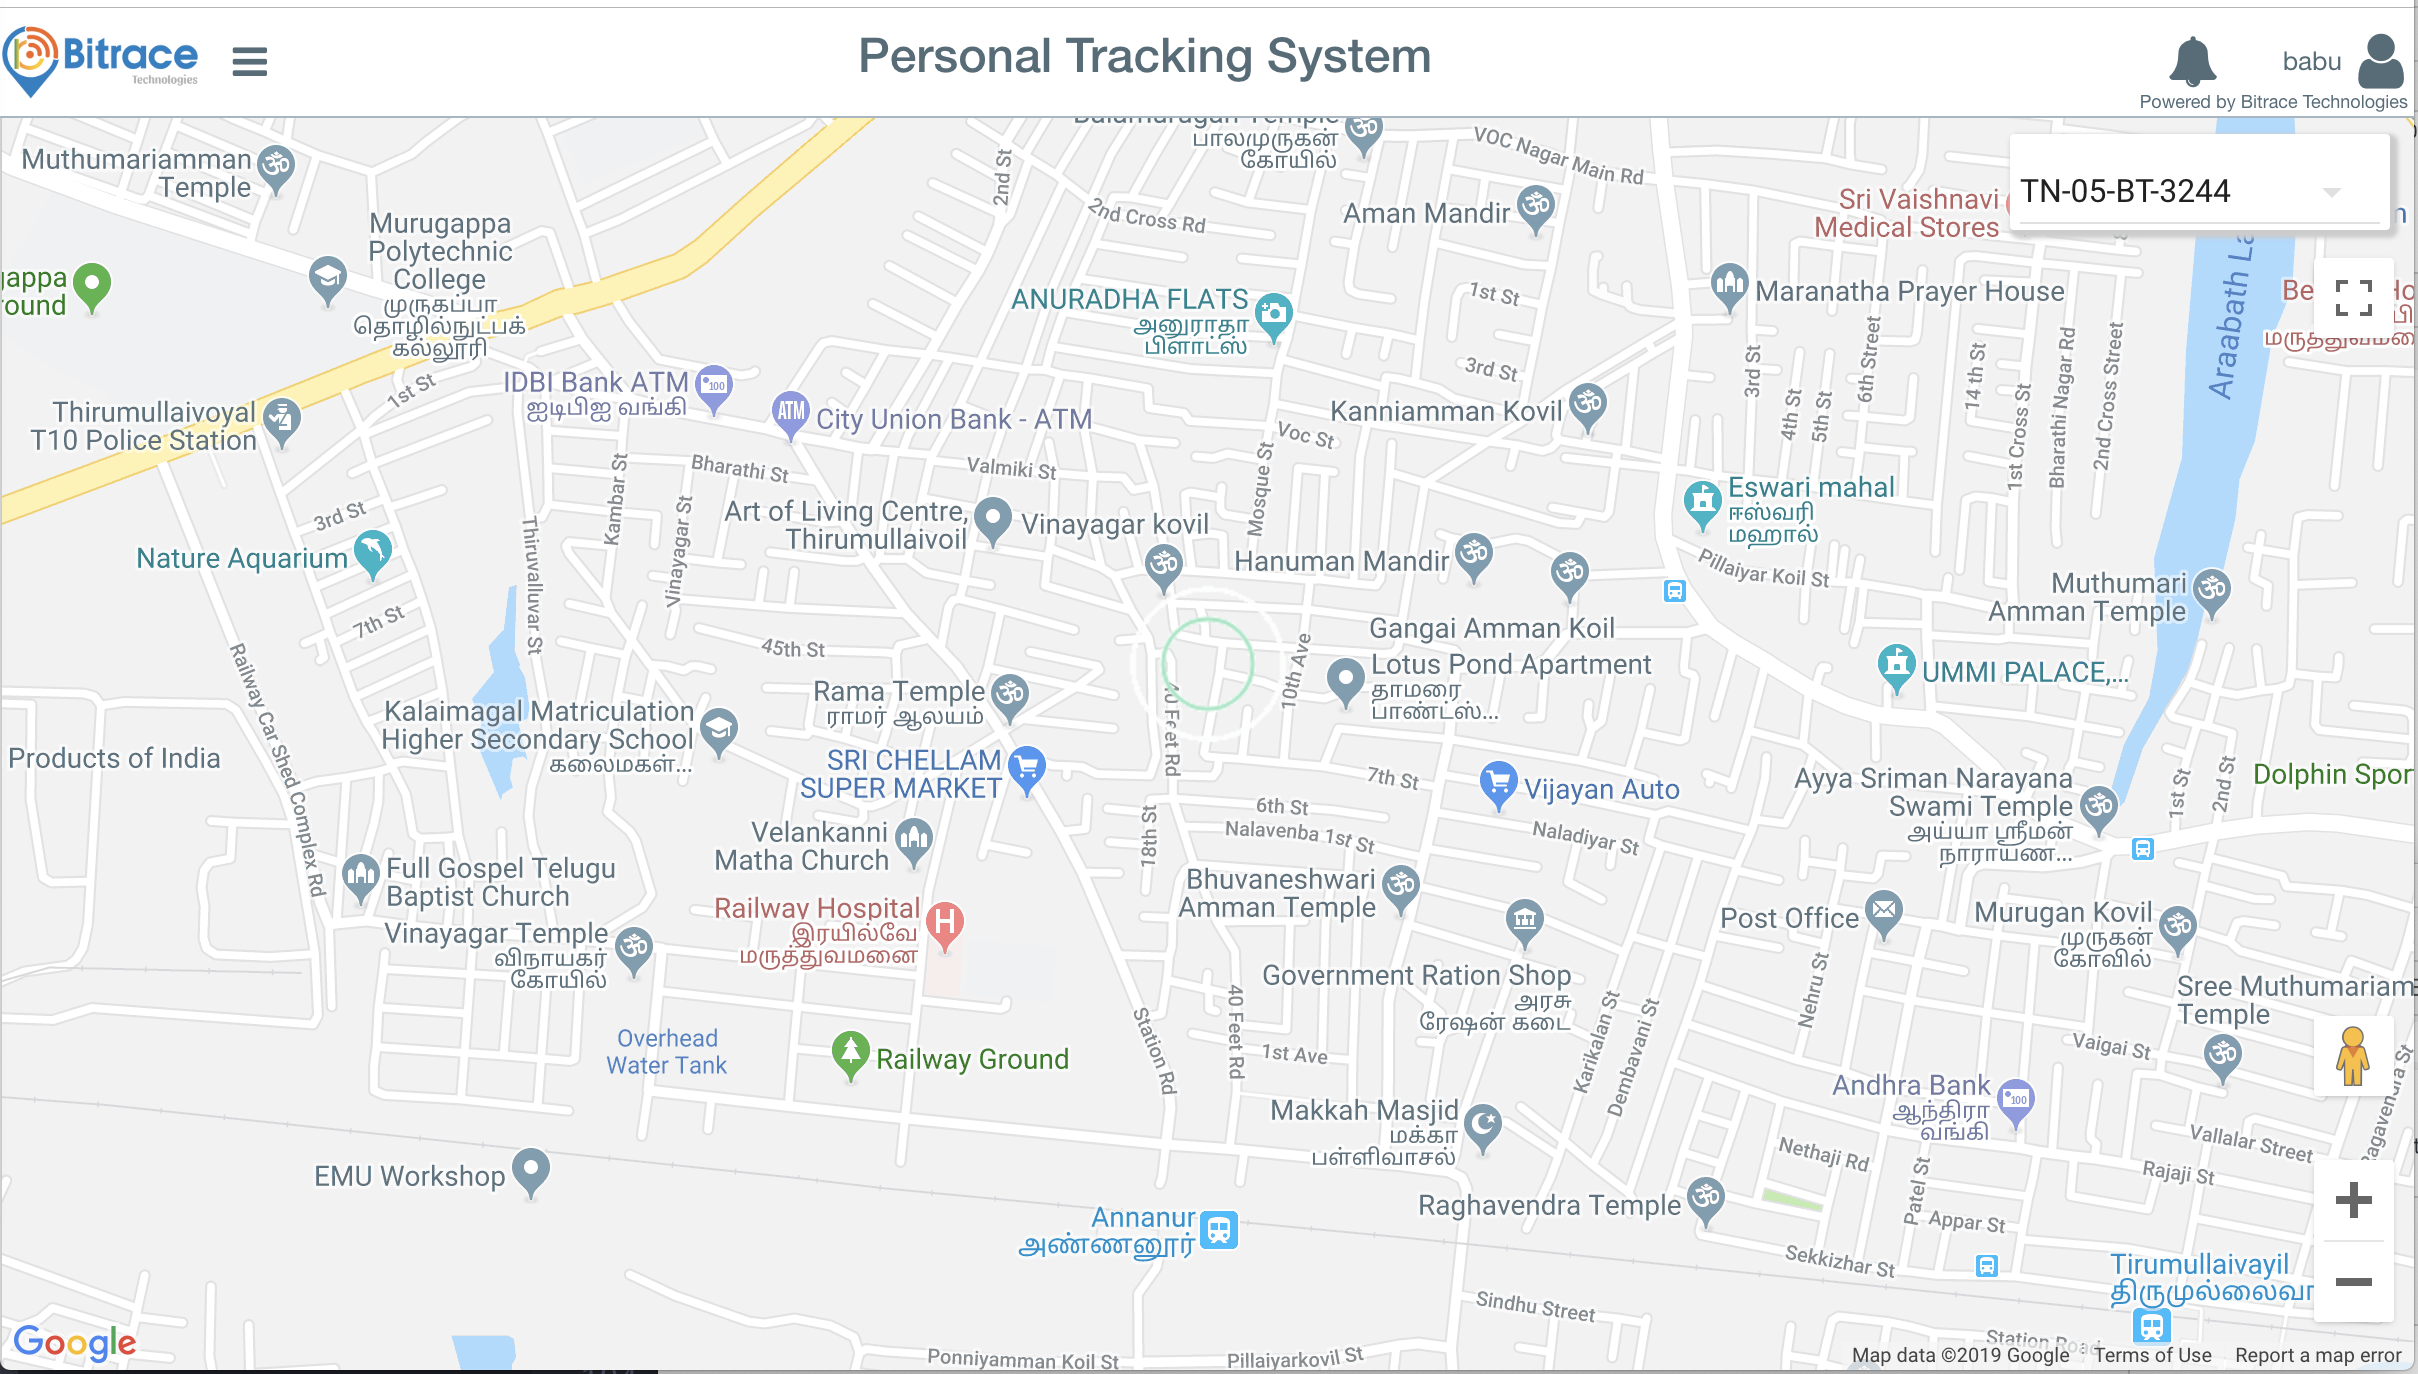 Bitrace
Technologies
Personal Tracking System
babu
Powered by Bitrace Technologies
TN-05-BT-3244
பாலமுருகன்
கோயில்
VOC Nagar Main Rd
Muthumariamman
Temple
2nd St
2nd Cross Rd
Aman Mandir
Sri Vaishnavi
Medical Stores
Murugappa
Polytechnic
College
முருகப்பா
தொழில்நுட்பக்
கல்லூரி
ANURADHA FLATS
அனுராதா
பிளாட்ஸ்
1st St
Maranatha Prayer House
3rd St
3rd St
4th St
5th St
6th Street
14 th St
1st Cross St
Bharathi Nagar Rd
2nd Cross Street
Araabath
1st St
IDBI Bank ATM
ஐடிபிஐ வங்கி
City Union Bank - ATM
Kanniamman Kovil
Thirumullaivoyal
T10 Police Station
Voc St
Bharathi St
Valmiki St
Mosque St
Kambar St
Vinayagar St
Thiruvalluvar St
3rd St
Art of Living Centre,
Thirumullaivoil
Vinayagar kovil
Eswari mahal
ஈஸ்வரி
மஹால்
Nature Aquarium
Hanuman Mandir
Pillaiyar Koil St
Muthumari
Amman Temple
7th St
Gangai Amman Koil
45th St
10th Ave
Lotus Pond Apartment
தாமரை
பாண்ட்ஸ்...
UMMI PALACE,...
Railway Car Shed Complex Rd
Rama Temple
ராமர் ஆலயம்
40 Feet Rd
Kalaimagal Matriculation
Higher Secondary School
கலைமகள்...
Products of India
SRI CHELLAM
SUPER MARKET
7th St
Vijayan Auto
Ayya Sriman Narayana
Swami Temple
அய்யா ஸ்ரீமன்
நாராயண...
1st St
2nd St
Dolphin Spor
6th St
Nalavenba 1st St
Naladiyar St
18th St
Velankanni
Matha Church
Full Gospel Telugu
Baptist Church
Bhuvaneshwari
Amman Temple
Railway Hospital
இரயில்வே
மருத்துவமனை
Post Office
Murugan Kovil
முருகன்
கோவில்
Vinayagar Temple
விநாயகர்
கோயில்
Government Ration Shop
அரசு
ரேஷன் கடை
Nehru St
Sree Muthumariam
Temple
Karikalan St
Dembavani St
Overhead
Water Tank
Railway Ground
Station Rd
40 Feet Rd
1st Ave
Vaigai St
Andhra Bank
ஆந்திரா
வங்கி
Makkah Masjid
மக்கா
பள்ளிவாசல்
Nethaji Rd
Vallalar Street
Rajaji St
EMU Workshop
Raghavendra Temple
Patel St
Appar St
Annanur
அண்ணனூர்
Sekkizhar St
Tirumullaivayil
Sindhu Street
Station Road
Google
Ponniyamman Koil St
Pillaiyarkovil St
Map data ©2019 Google
Terms of Use
Report a map error